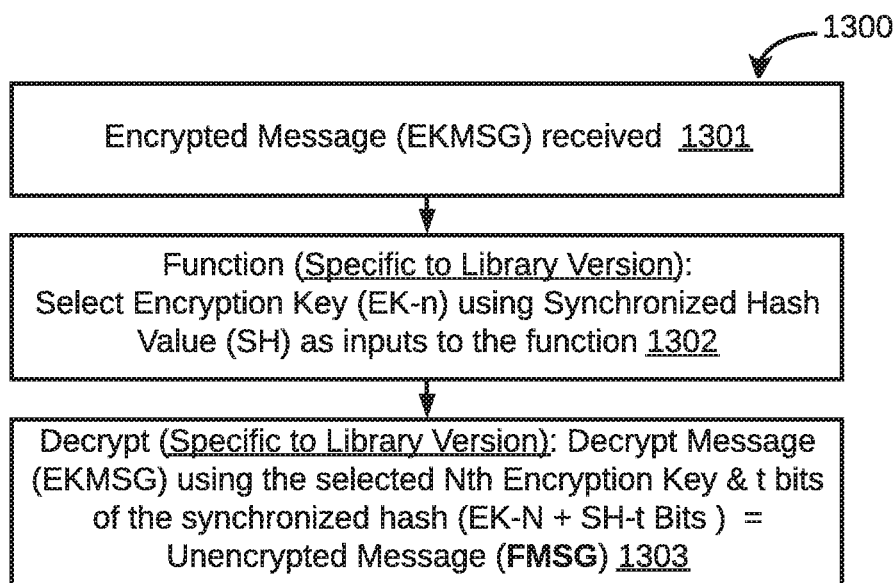 1300
Encrypted Message (EKMSG) received 1301
Function (Specific to Library Version):
Select Encryption Key (EK-n) using Synchronized Hash
Value (SH) as inputs to the function 1302
Decrypt (Specific to Library Version): Decrypt Message
(EKMSG) using the selected Nth Encryption Key & t bits
of the synchronized hash (EK-N + SH-t Bits ) =
Unencrypted Message (FMSG) 1303